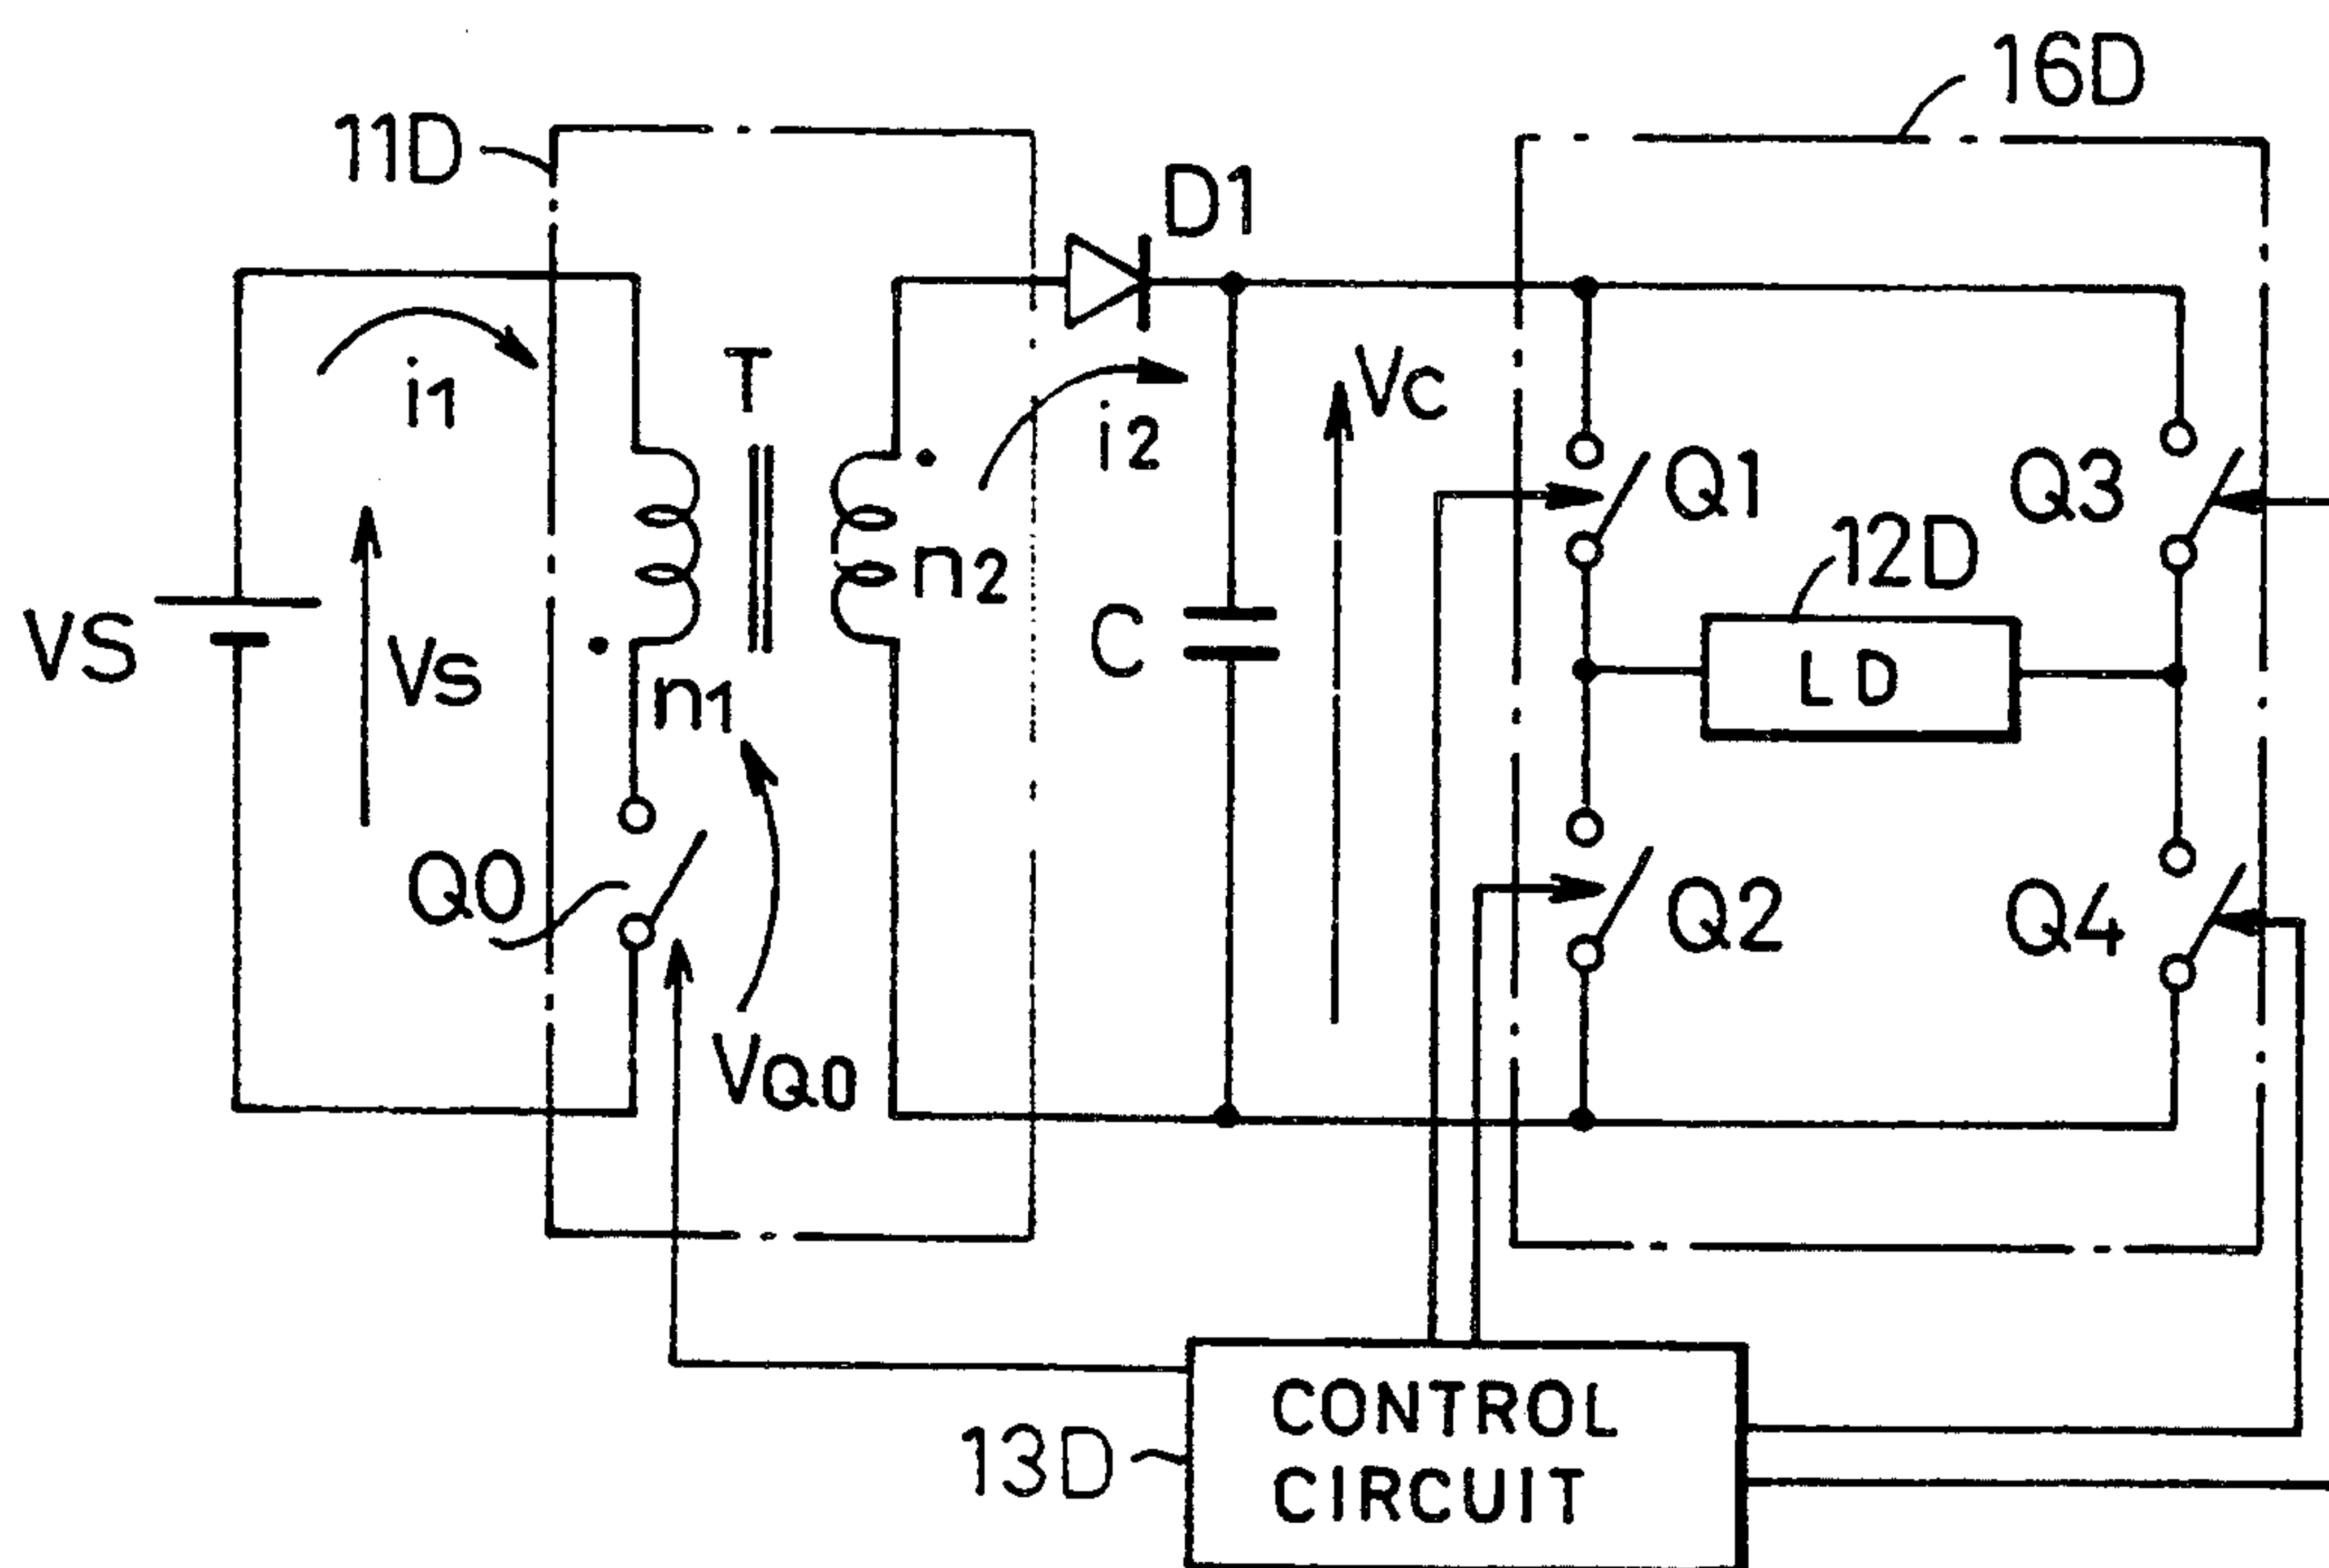 16D
11D
D1
i1
T
i2
VC
Q1
Q3
12D
n2
VS
Vs
C
LD
n1
Q0
Q2
Q4
VQ0
CONTROL
CIRCUIT
13D